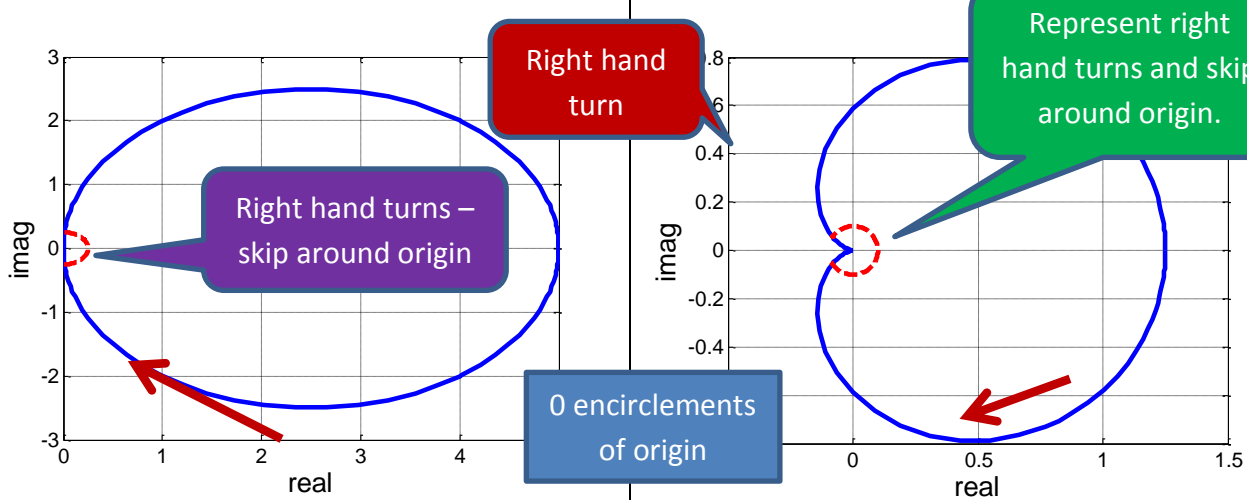 3
2
1
0
-1
-2
-3
imag
0
1
2
3
4
real
Right hand turns –
skip around origin
Right hand
turn
0 encirclements
of origin
Represent right
hand turns and skip
around origin.
0.8
0.6
0.4
0.2
0
-0.2
-0.4
imag
0
0.5
1
1.5
real